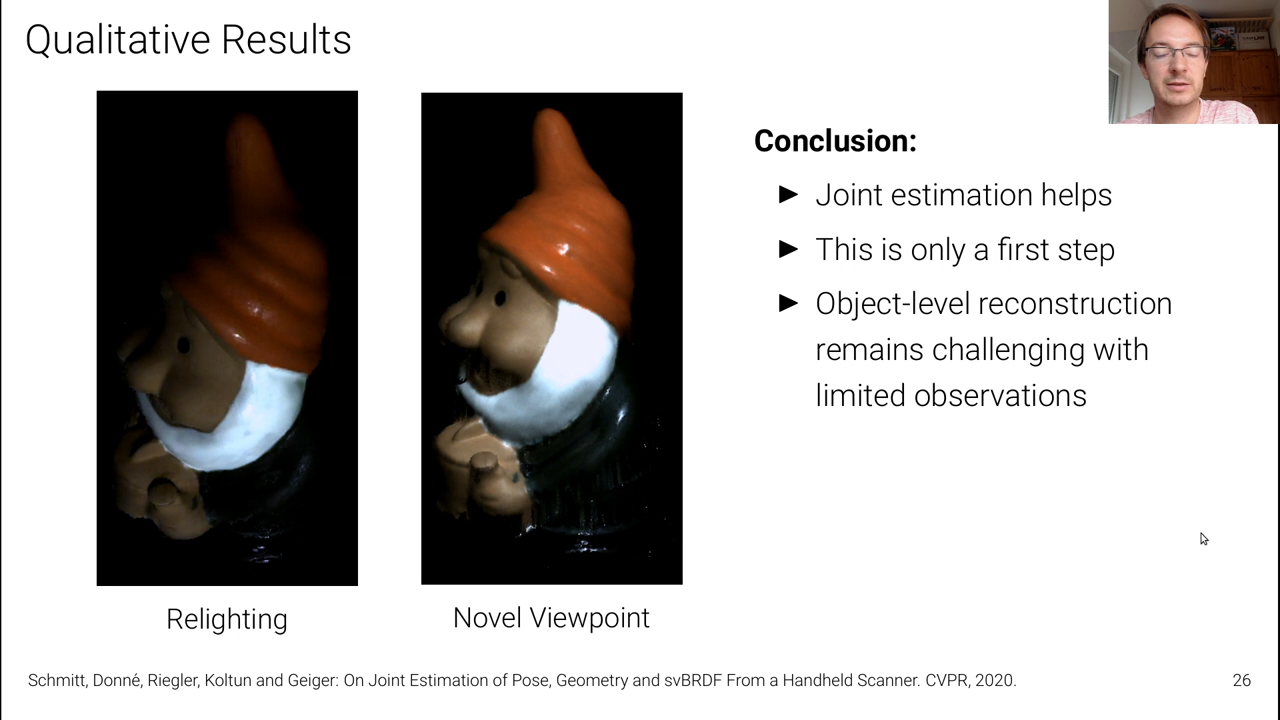 Qualitative Results
Conclusion:
► Joint estimation helps
► This is only a first step
► Object-level reconstruction
remains challenging with
limited observations
Relighting
Novel Viewpoint
Schmitt, Donné, Riegler, Koltun and Geiger: On Joint Estimation of Pose, Geometry and svBRDF From a Handheld Scanner. CVPR, 2020.
26